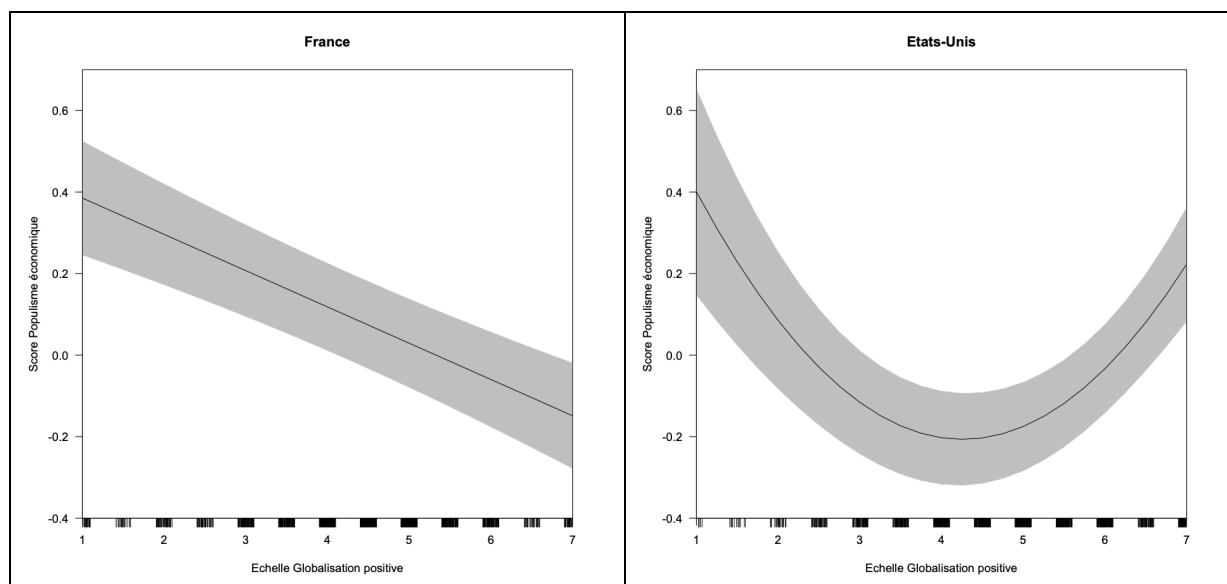 France
0.6
0.4
0.2
0.0
-0.2
-0.4
Score Populisme économique
1 2 3 4 5 6 7
Echelle Globalisation positive
Etats-Unis
0.6
0.4
0.2
0.0
-0.2
-0.4
Score Populisme économique
1 2 3 4 5 6 7
Echelle Globalisation positive